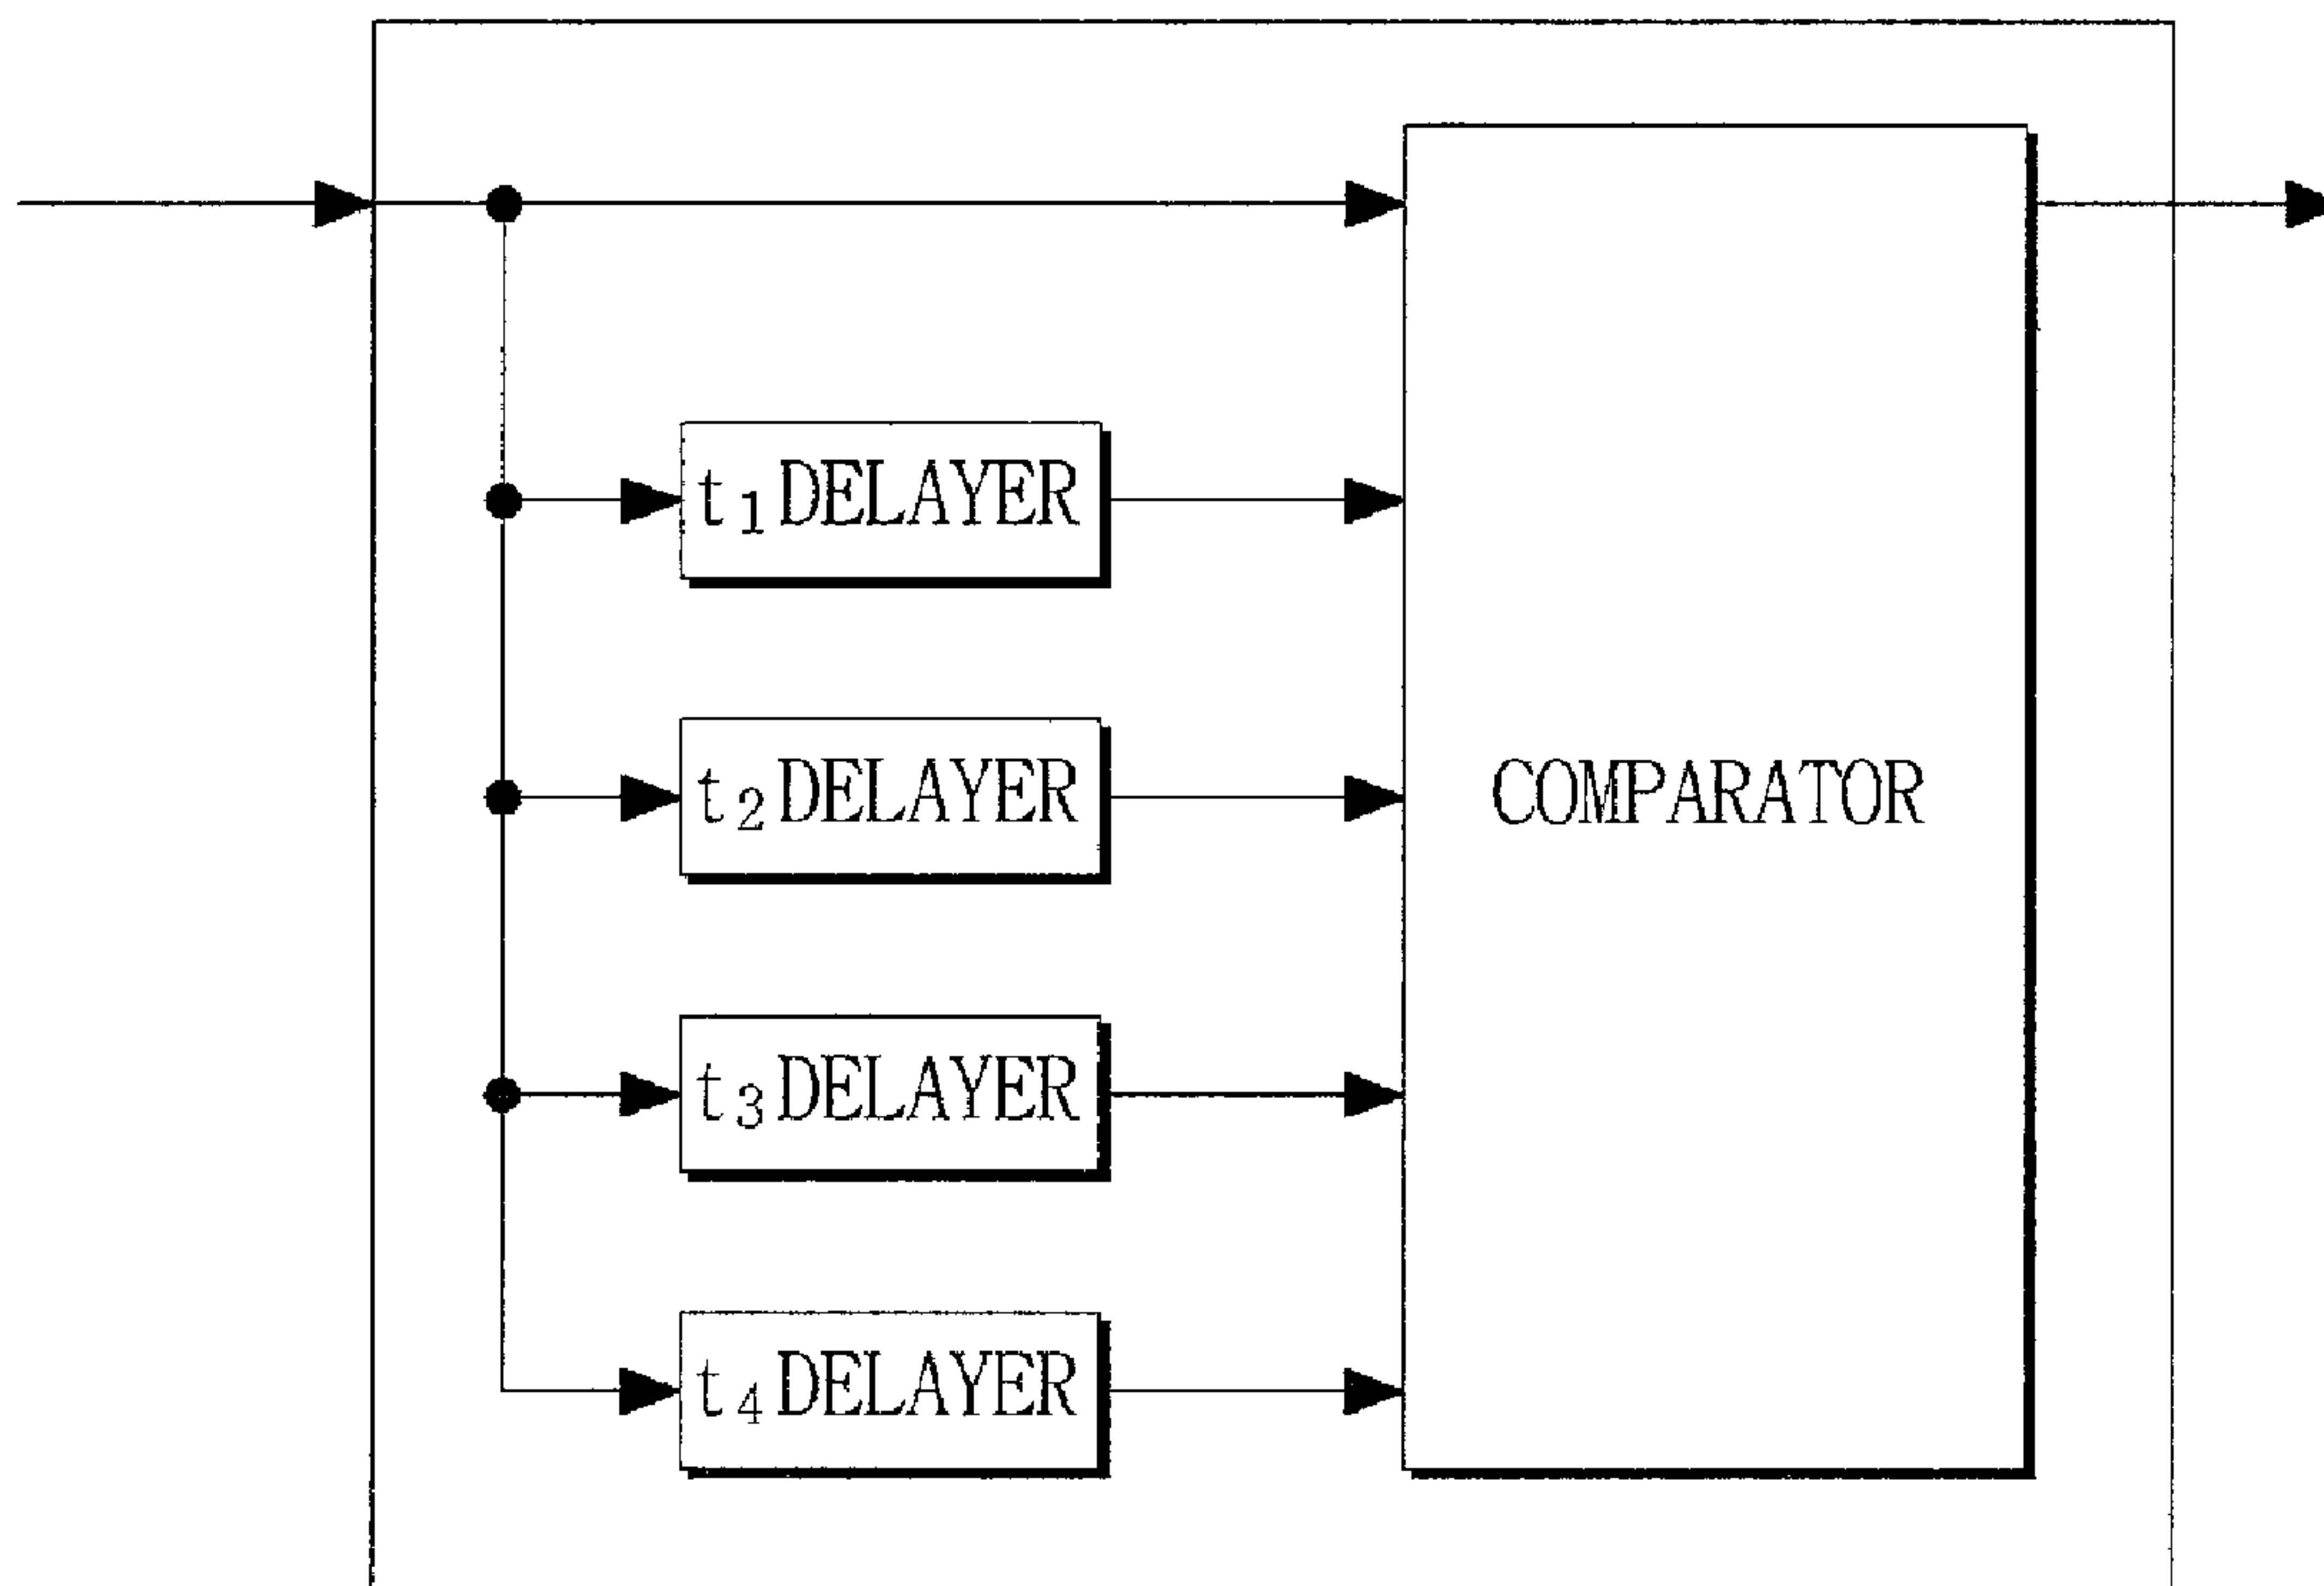 t₁ DELAYER
t₂ DELAYER
COMPARATOR
t₃ DELAYER
t₄ DELAYER